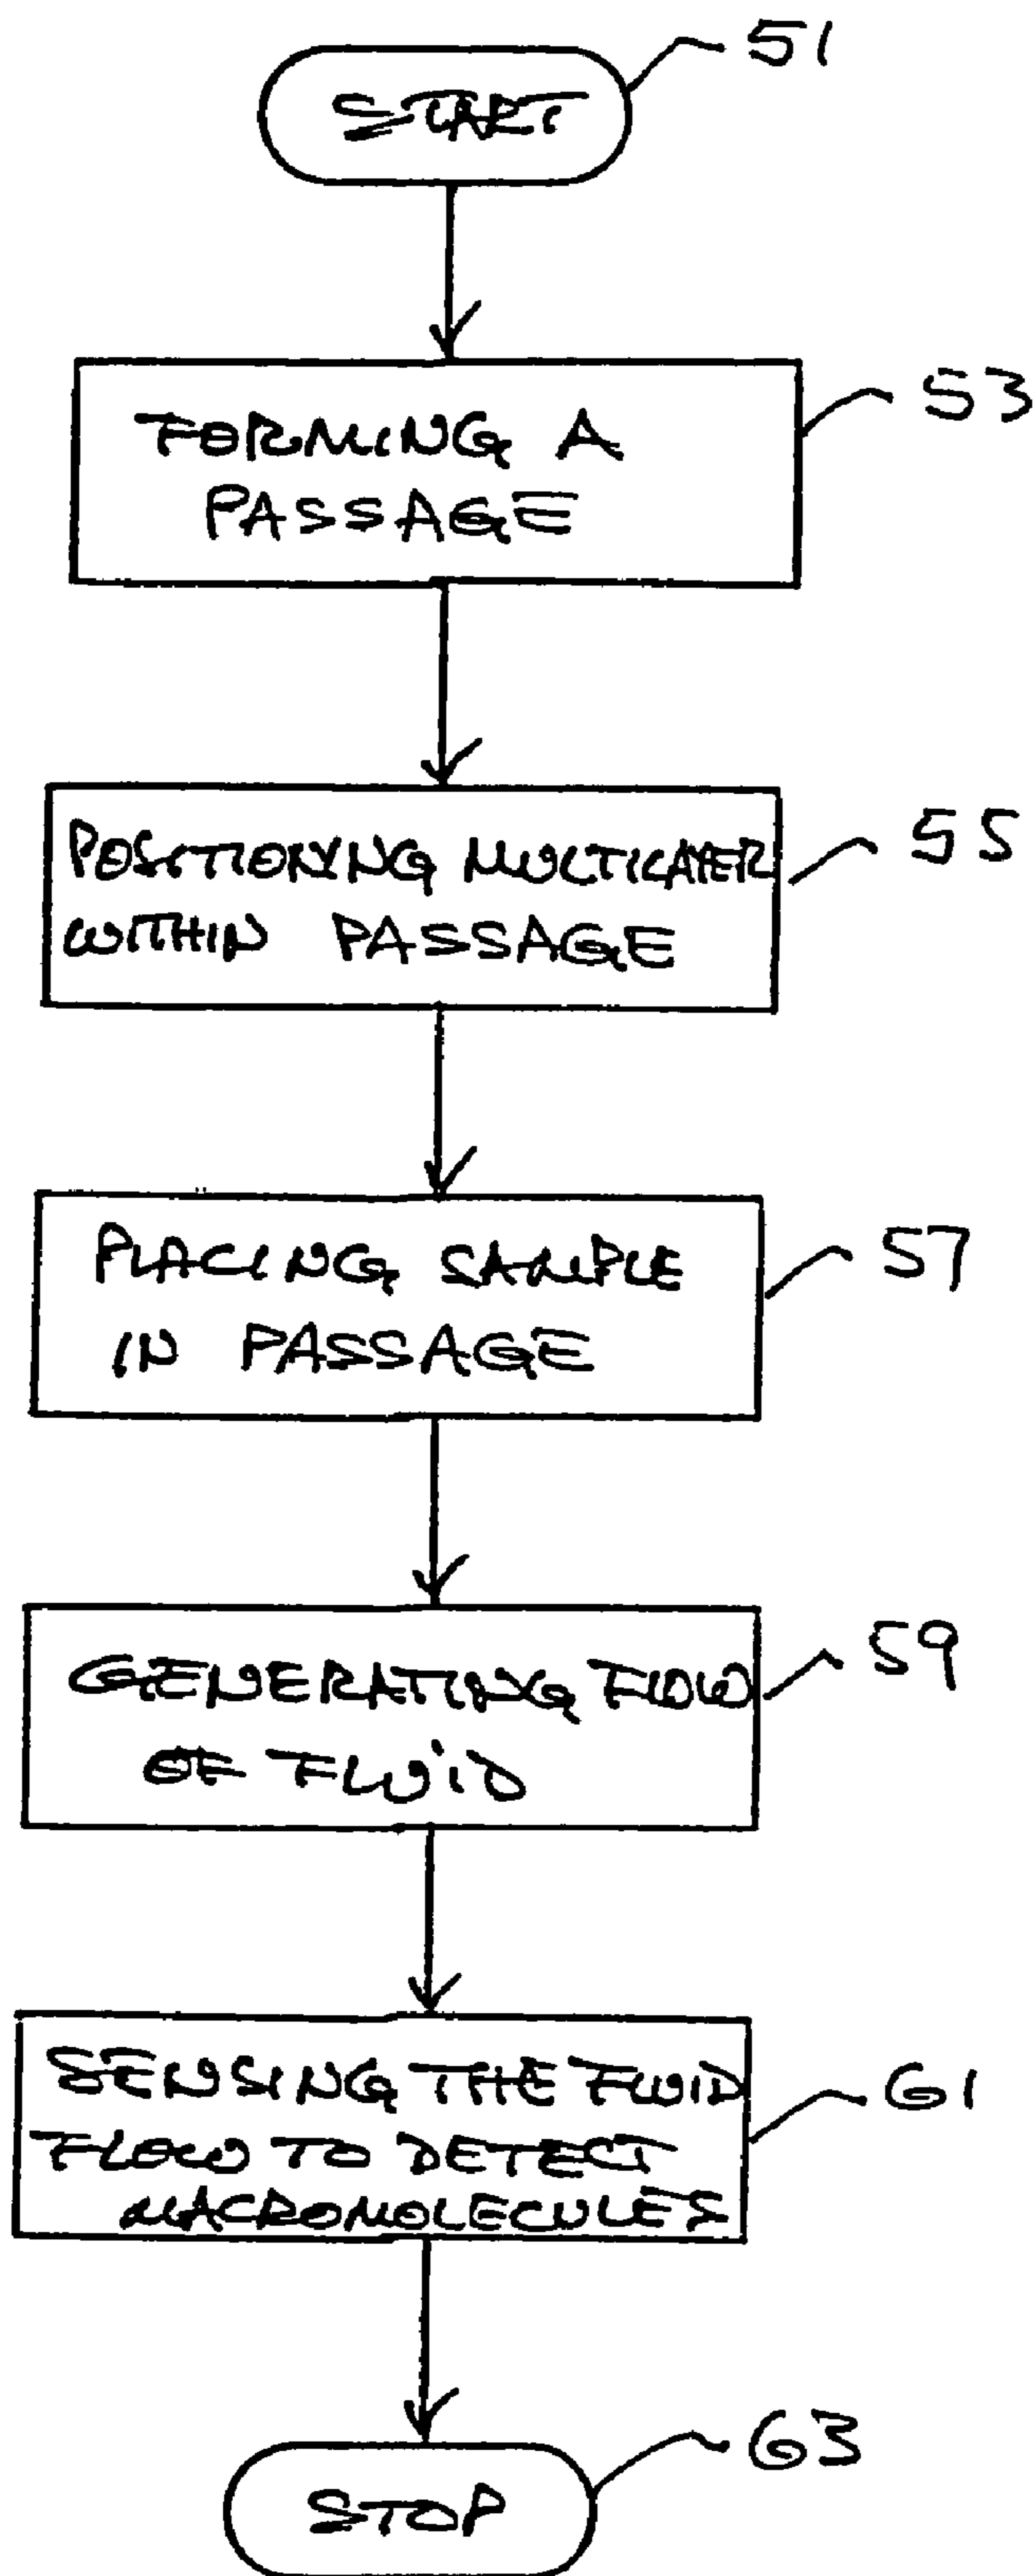 START
51
FORMING A
PASSAGE
53
POSITIONING MULTILAYER
WITHIN PASSAGE
55
PLACING SAMPLE
IN PASSAGE
57
GENERATING FLOW
OF FLUID
59
SENSING THE FLUID
FLOW TO DETECT
MACROMOLECULES
61
STOP
63